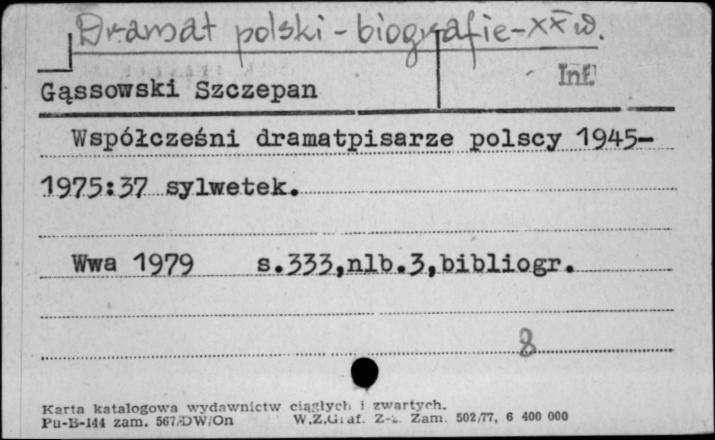 Dramat polski - biografie - XX w.
Inf.
Gąssowski Szczepan
Współcześni dramatpisarze polscy 1945-
1975:37 sylwetek.
Wwa 1979 s.333,nlb.3,bibliogr.
8
Karta katalogowa wydawnictw ciągłych i zwartych.
Pu-B-144 zam. 567/DW/On W.Z.Graf. Zam. 502/77, 6 400 000